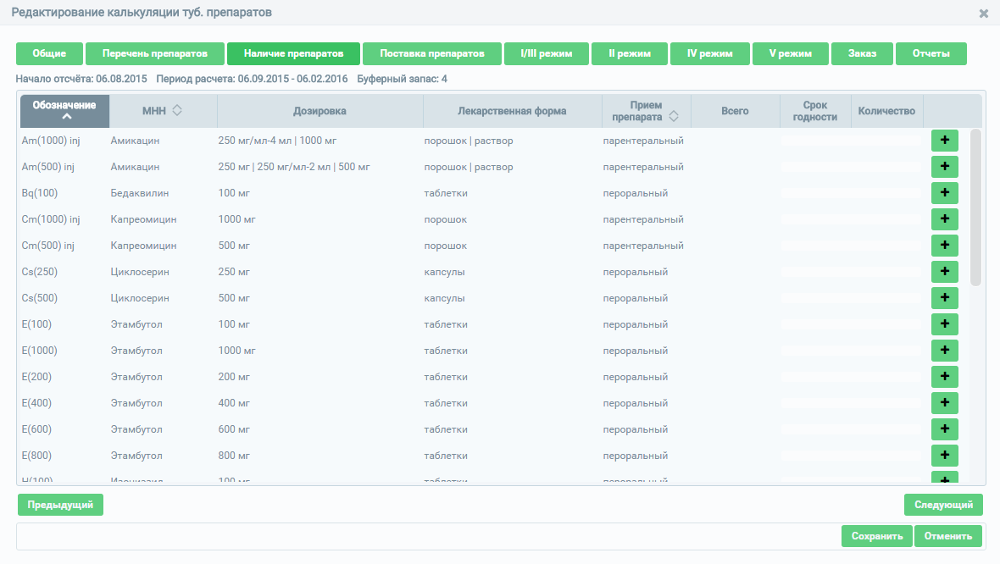 Редактирование калькуляции туб. препаратов
Общие Перечень препаратов Наличие препаратов Поставка препаратов I/III режим II режим IV режим V режим Заказ Отчеты
Начало отсчёта: 06.08.2015 Период расчета: 06.09.2015 - 06.02.2016 Буферный запас: 4
Обозначение МНН Дозировка Лекарственная форма Прием препарата Всего Срок годности Количество
Am(1000) inj Амикацин 250 мг/мл-4 мл | 1000 мг порошок | раствор парентеральный
Am(500) inj Амикацин 250 мг | 250 мг/мл-2 мл | 500 мг порошок | раствор парентеральный
Bq(100) Бедаквилин 100 мг таблетки пероральный
Cm(1000) inj Капреомицин 1000 мг порошок парентеральный
Cm(500) inj Капреомицин 500 мг порошок парентеральный
Cs(250) Циклосерин 250 мг капсулы пероральный
Cs(500) Циклосерин 500 мг капсулы пероральный
E(100) Этамбутол 100 мг таблетки пероральный
E(1000) Этамбутол 1000 мг таблетки пероральный
E(200) Этамбутол 200 мг таблетки пероральный
E(400) Этамбутол 400 мг таблетки пероральный
E(600) Этамбутол 600 мг таблетки пероральный
E(800) Этамбутол 800 мг таблетки пероральный
H(100) Изониазид 100 мг таблетки пероральный
Предыдущий Следующий
Сохранить Отменить